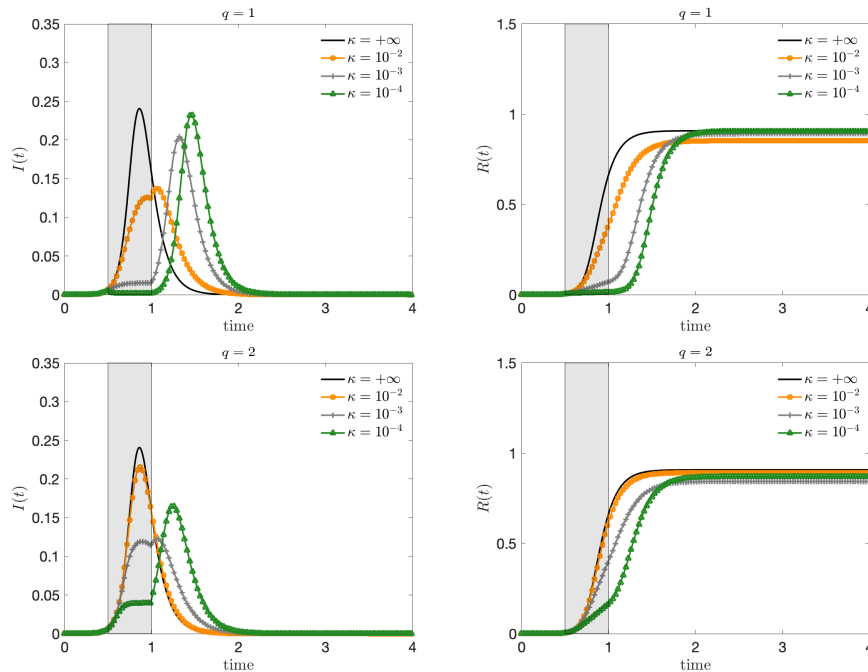 q = 1
0.35
0.3
0.25
0.2
0.15
0.1
0.05
0
I(t)
κ = +∞
κ = 10⁻²
κ = 10⁻³
κ = 10⁻⁴
0 1 2 3 4
time
q = 1
1.5
1
0.5
0
R(t)
κ = +∞
κ = 10⁻²
κ = 10⁻³
κ = 10⁻⁴
0 1 2 3 4
time
q = 2
0.35
0.3
0.25
0.2
0.15
0.1
0.05
0
I(t)
κ = +∞
κ = 10⁻²
κ = 10⁻³
κ = 10⁻⁴
0 1 2 3 4
time
q = 2
1.5
1
0.5
0
R(t)
κ = +∞
κ = 10⁻²
κ = 10⁻³
κ = 10⁻⁴
0 1 2 3 4
time